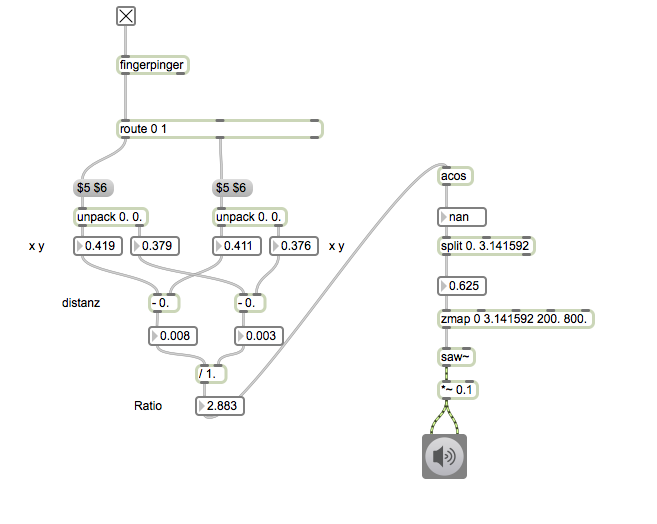 fingerpinger
route 0 1
$5 $6
$5 $6
unpack 0. 0.
unpack 0. 0.
x y
0.419
0.379
0.411
0.376
x y
distanz
- 0.
- 0.
0.008
0.003
/ 1.
Ratio
2.883
acos
nan
split 0. 3.141592
0.625
zmap 0 3.141592 200. 800.
saw~
*~ 0.1